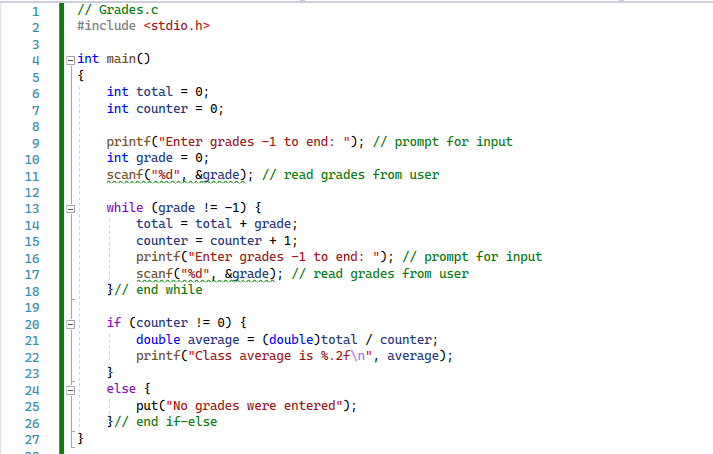 1 // Grades.c
2 #include <stdio.h>
3
4 int main()
5 {
6 int total = 0;
7 int counter = 0;
8
9 printf("Enter grades -1 to end: "); // prompt for input
10 int grade = 0;
11 scanf("%d", &grade); // read grades from user
12
13 while (grade != -1) {
14 total = total + grade;
15 counter = counter + 1;
16 printf("Enter grades -1 to end: "); // prompt for input
17 scanf("%d", &grade); // read grades from user
18 }// end while
19
20 if (counter != 0) {
21 double average = (double)total / counter;
22 printf("Class average is %.2f\n", average);
23 }
24 else {
25 put("No grades were entered");
26 }// end if-else
27 }